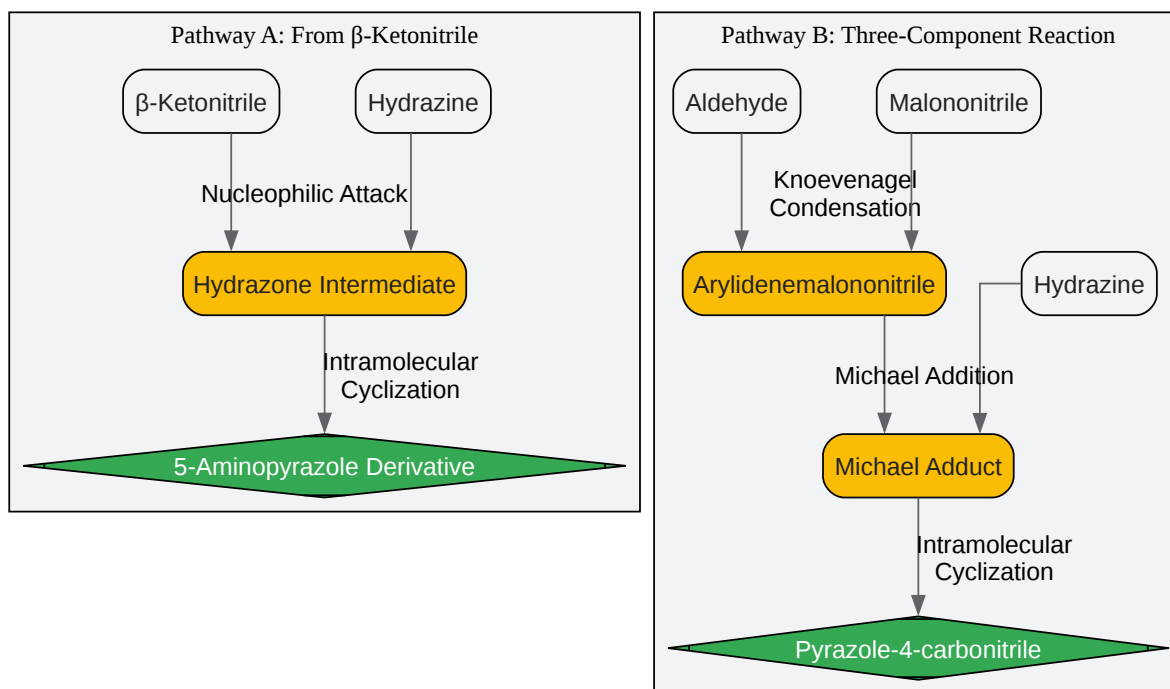 Pathway A: From β-Ketonitrile
β-Ketonitrile
Hydrazine
Nucleophilic Attack
Hydrazone Intermediate
Intramolecular
Cyclization
5-Aminopyrazole Derivative
Pathway B: Three-Component Reaction
Aldehyde
Malononitrile
Knoevenagel
Condensation
Arylidenemalononitrile
Hydrazine
Michael Addition
Michael Adduct
Intramolecular
Cyclization
Pyrazole-4-carbonitrile